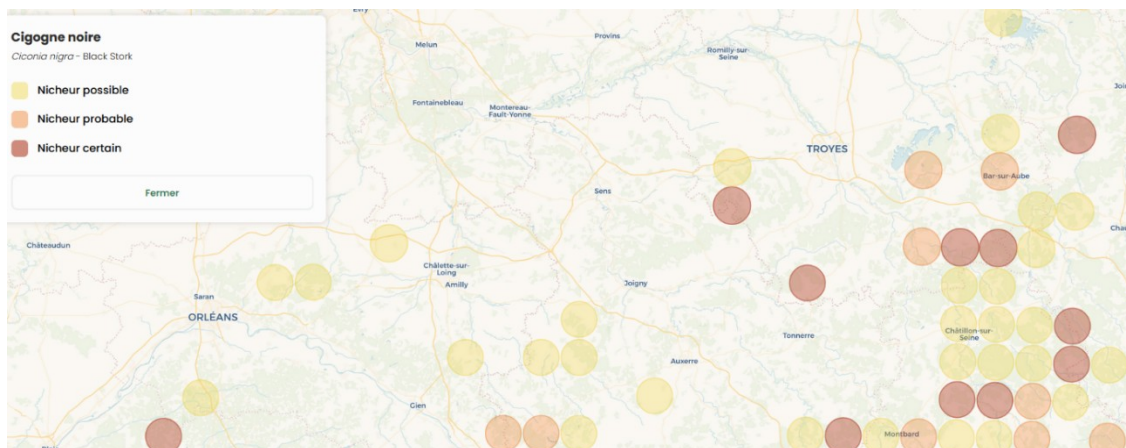 Cigogne noire
Ciconia nigra - Black Stork
Nicheur possible
Nicheur probable
Nicheur certain
Fermer
Melun
Provins
Romilly-sur-
Seine
Fontainebleau
Montereau-
Fault-Yonne
TROYES
Bar-sur-Aube
Sens
Châteaudun
Châlette-sur-
Loing
Amilly
Joigny
Saran
ORLÉANS
Tonnerre
Châtillon-sur-
Seine
Auxerre
Gien
Montbard